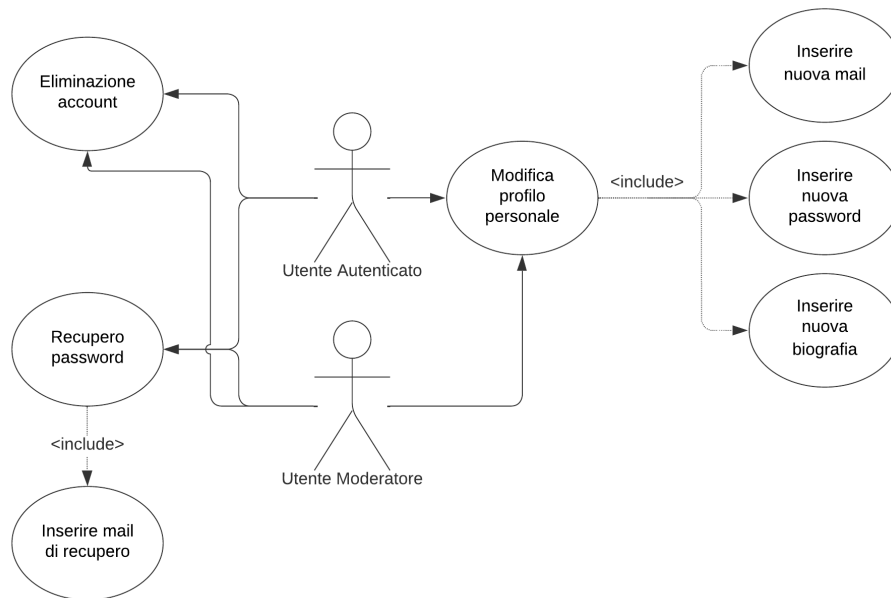 Eliminazione
account
Utente Autenticato
Modifica
profilo
personale
<include>
Inserire
nuova mail
Inserire
nuova
password
Inserire
nuova
biografia
Recupero
password
<include>
Inserire mail
di recupero
Utente Moderatore